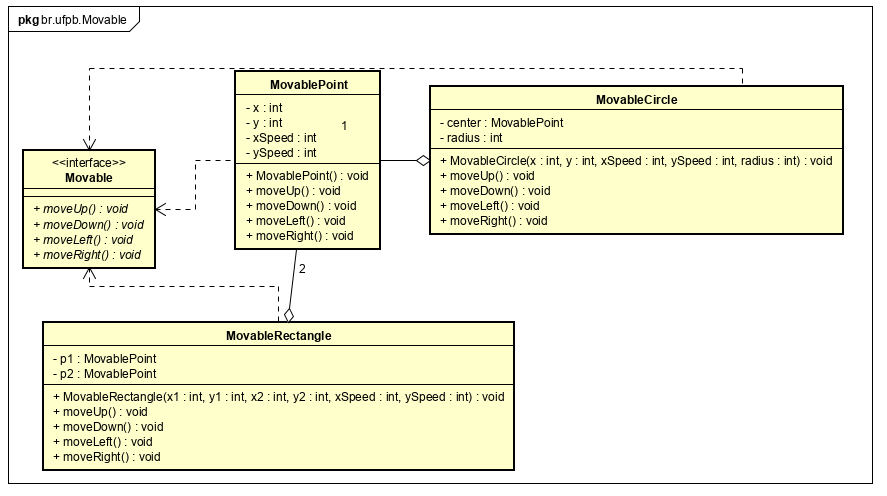 pkg br.ufpb.Movable
<<interface>>
Movable
+ moveUp() : void
+ moveDown() : void
+ moveLeft() : void
+ moveRight() : void
MovablePoint
- x : int
- y : int
- xSpeed : int
- ySpeed : int
+ MovablePoint() : void
+ moveUp() : void
+ moveDown() : void
+ moveLeft() : void
+ moveRight() : void
1
MovableCircle
- center : MovablePoint
- radius : int
+ MovableCircle(x : int, y : int, xSpeed : int, ySpeed : int, radius : int) : void
+ moveUp() : void
+ moveDown() : void
+ moveLeft() : void
+ moveRight() : void
2
MovableRectangle
- p1 : MovablePoint
- p2 : MovablePoint
+ MovableRectangle(x1 : int, y1 : int, x2 : int, y2 : int, xSpeed : int, ySpeed : int) : void
+ moveUp() : void
+ moveDown() : void
+ moveLeft() : void
+ moveRight() : void